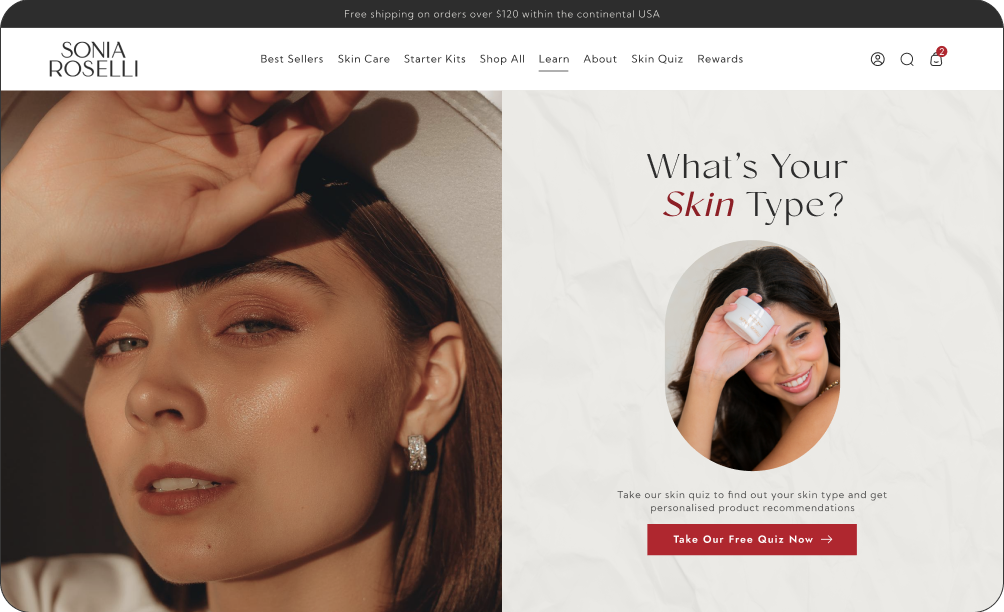 Free shipping on orders over $120 within the continental USA
SONIA
ROSELLI
Best Sellers Skin Care Starter Kits Shop All Learn About Skin Quiz Rewards
2
What's Your
Skin Type?
Take our skin quiz to find out your skin type and get
personalised product recommendations
Take Our Free Quiz Now →